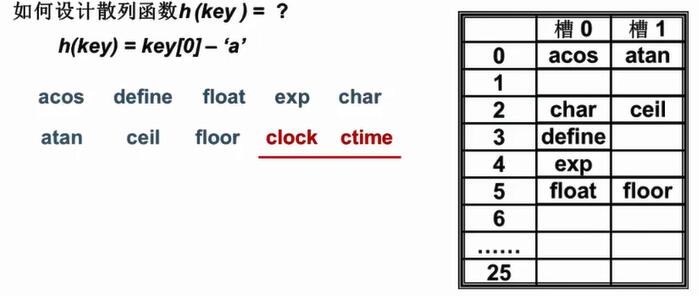 如何设计散列函数h (key ) = ？
h(key) = key[0] – ‘a’
acos define float exp char
atan ceil floor clock ctime
槽 0 槽 1
0 acos atan
1
2 char ceil
3 define
4 exp
5 float floor
6
……
25